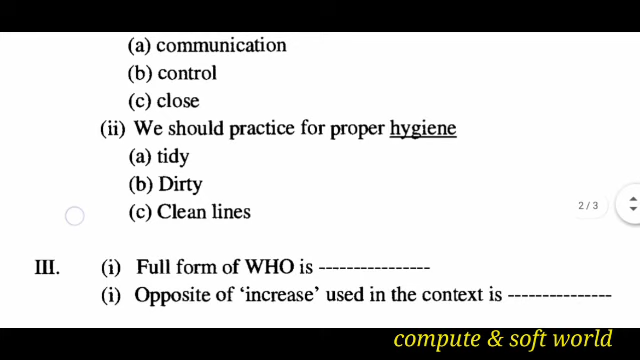 (a) communication
(b) control
(c) close
(ii) We should practice for proper hygiene
(a) tidy
(b) Dirty
(c) Clean lines
2 / 3
III. (i) Full form of WHO is ----------------
(i) Opposite of ‘increase’ used in the context is ---------------
compute & soft world